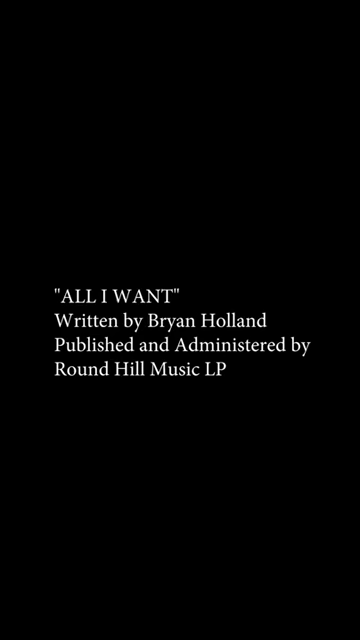 "ALL I WANT"
Written by Bryan Holland
Published and Administered by
Round Hill Music LP